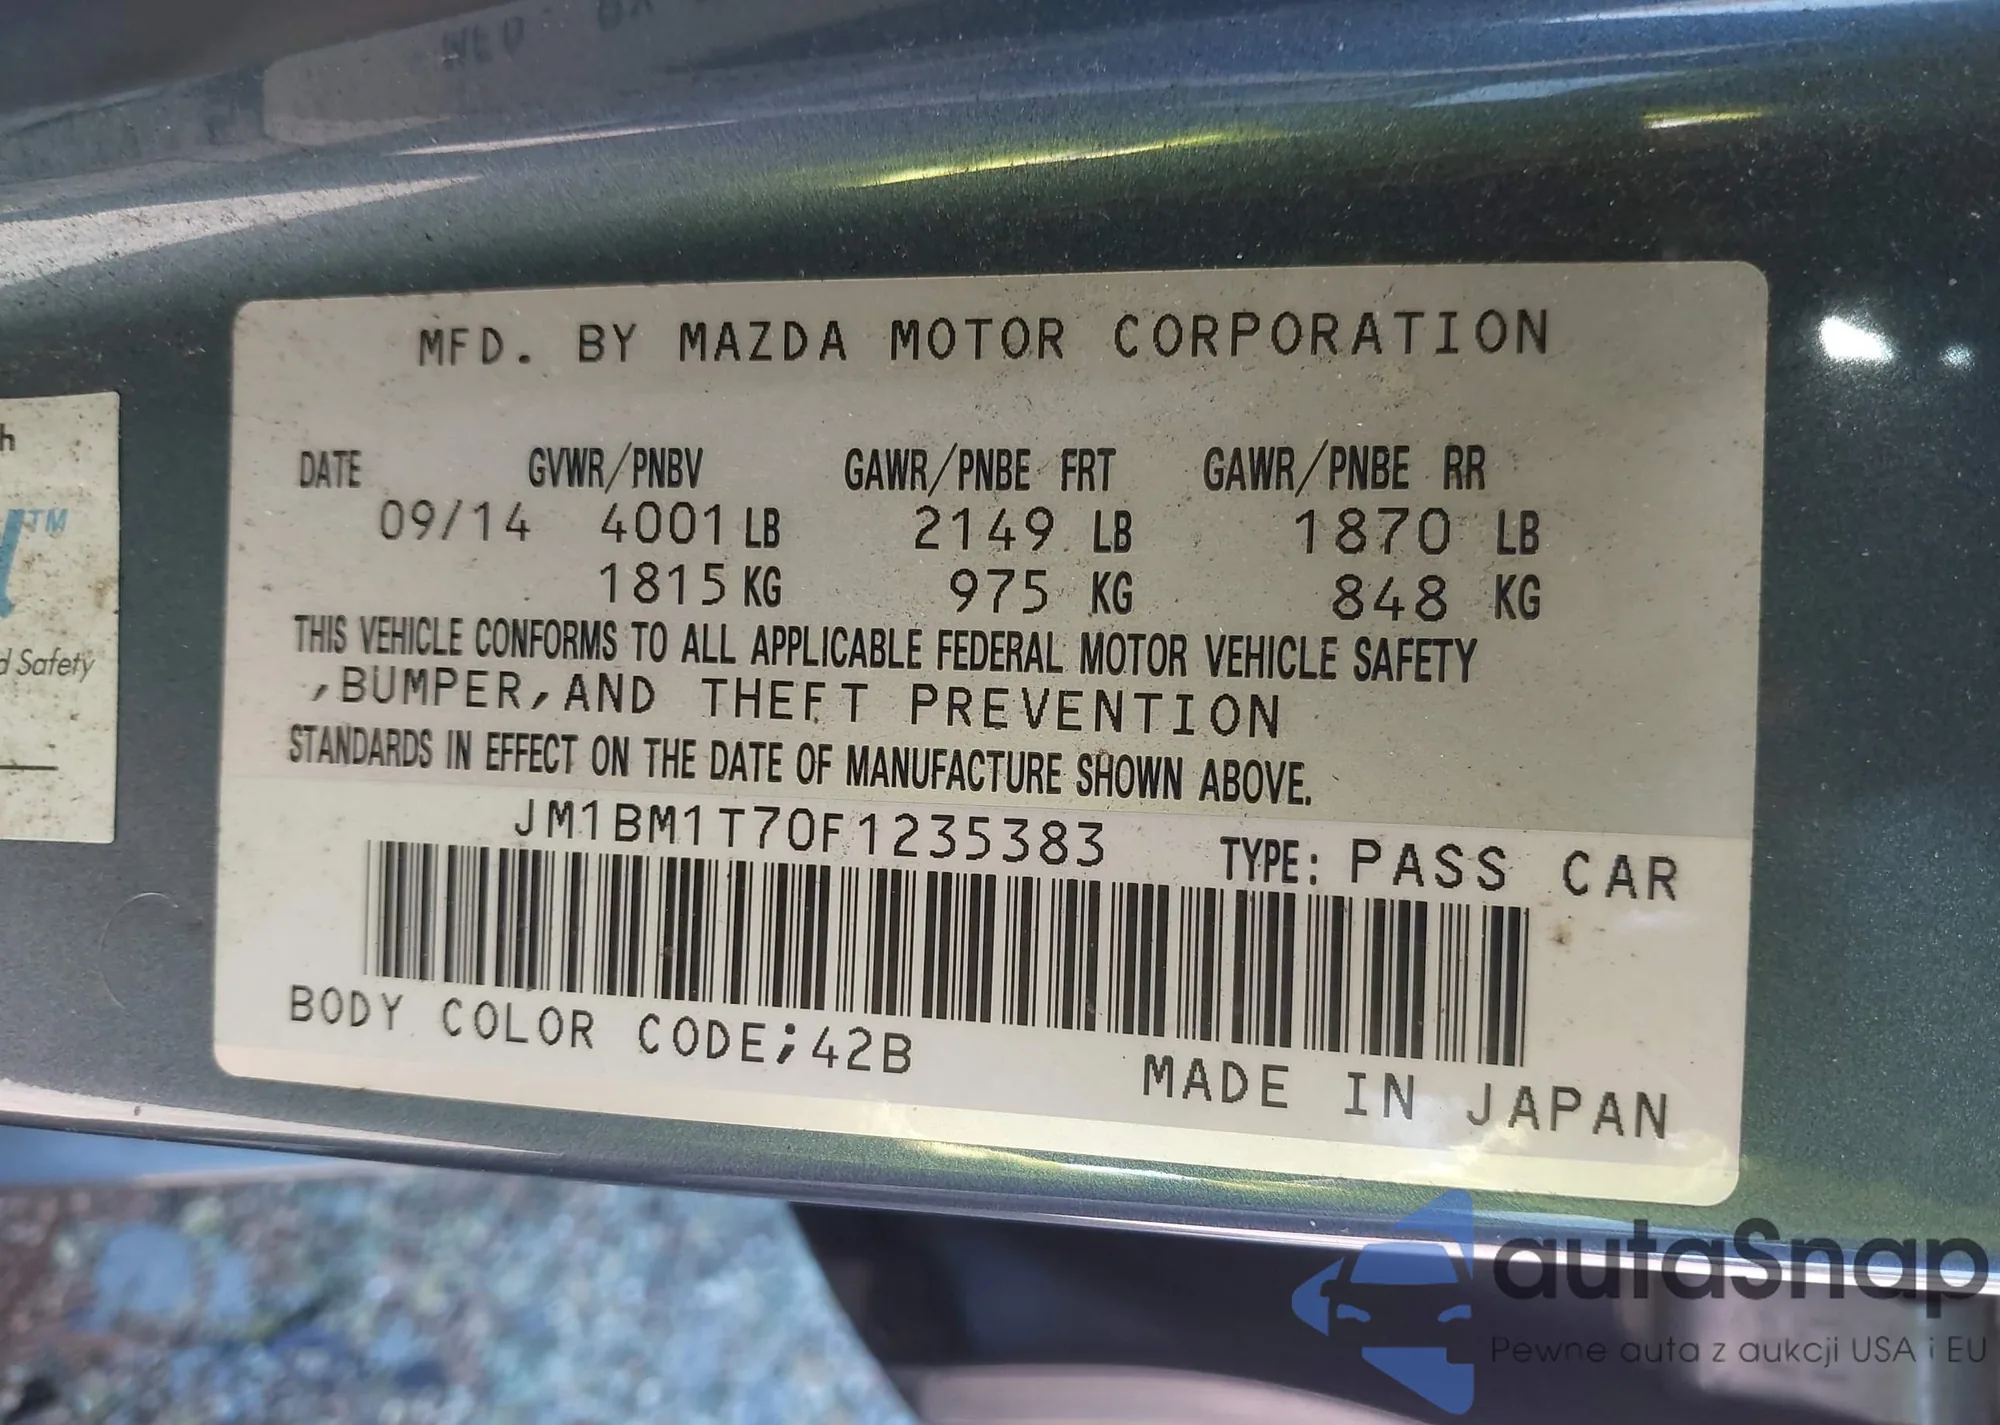 MFD. BY MAZDA MOTOR CORPORATION
DATE GVWR/PNBV GAWR/PNBE FRT GAWR/PNBE RR
09/14 4001 LB 2149 LB 1870 LB
1815 KG 975 KG 848 KG
THIS VEHICLE CONFORMS TO ALL APPLICABLE FEDERAL MOTOR VEHICLE SAFETY
,BUMPER,AND THEFT PREVENTION
STANDARDS IN EFFECT ON THE DATE OF MANUFACTURE SHOWN ABOVE.
JM1BM1T70F1235383 TYPE: PASS CAR
BODY COLOR CODE;42B
MADE IN JAPAN
h
TM
d Safety
autaSnap
Pewne auta z aukcji USA i EU